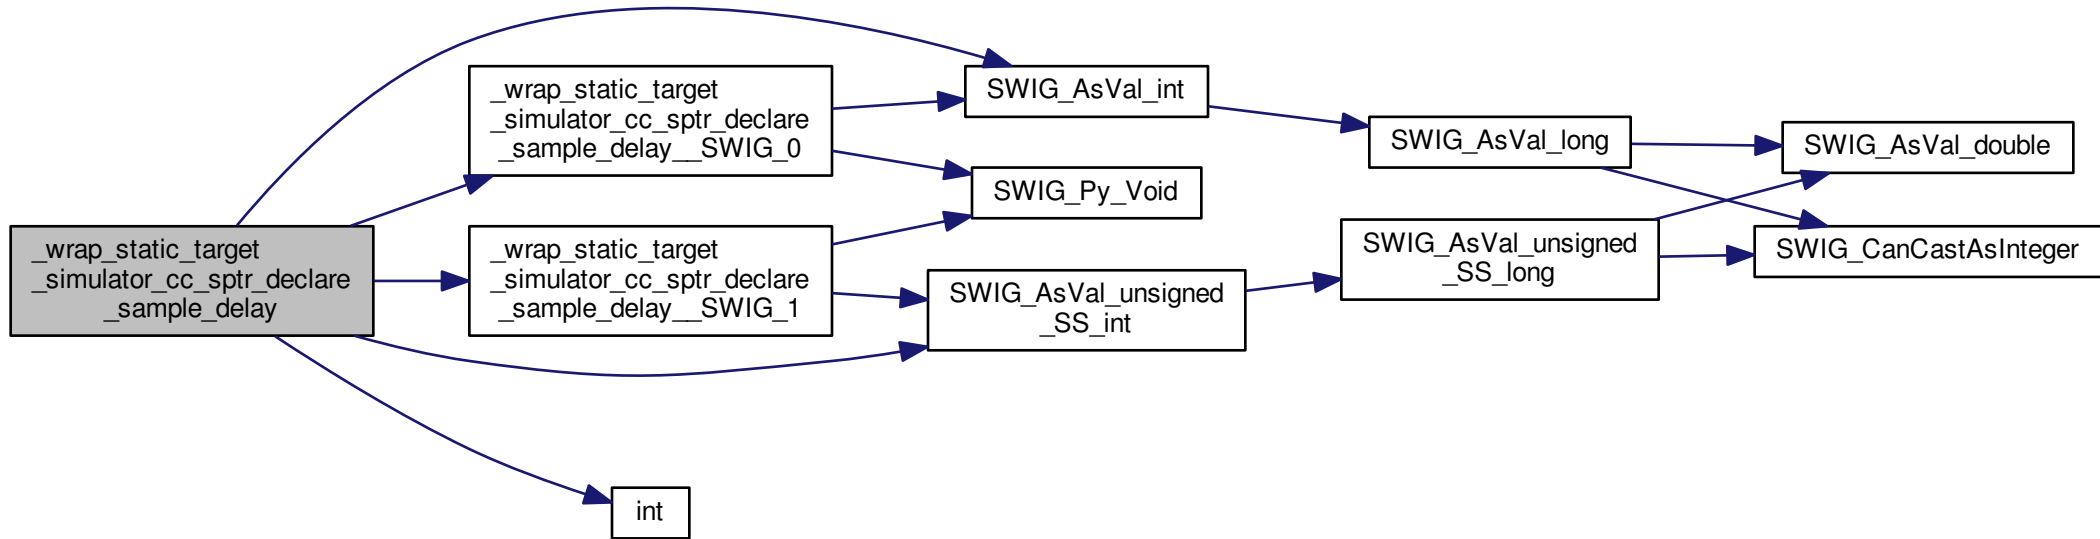 _wrap_static_target
_simulator_cc_sptr_declare
_sample_delay
_wrap_static_target
_simulator_cc_sptr_declare
_sample_delay__SWIG_0
_wrap_static_target
_simulator_cc_sptr_declare
_sample_delay__SWIG_1
int
SWIG_AsVal_int
SWIG_Py_Void
SWIG_AsVal_unsigned
_SS_int
SWIG_AsVal_long
SWIG_AsVal_unsigned
_SS_long
SWIG_AsVal_double
SWIG_CanCastAsInteger